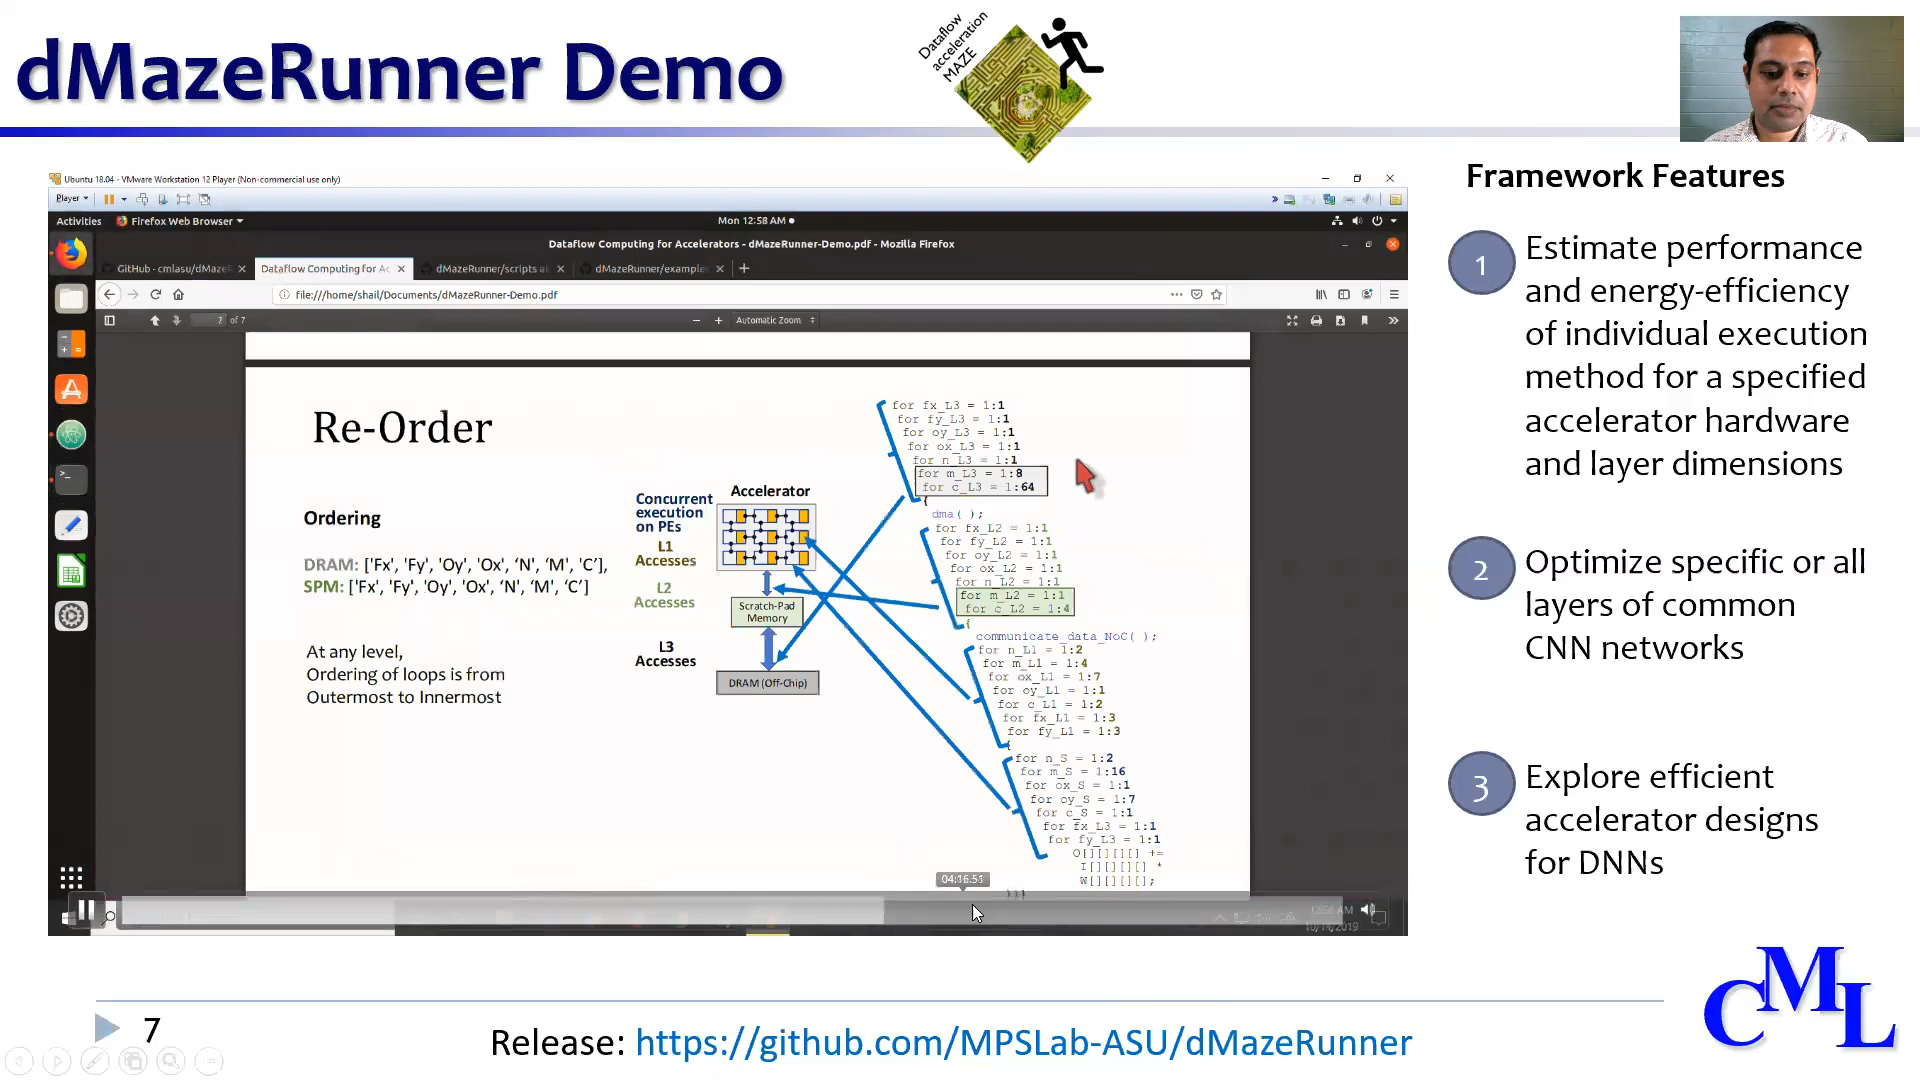 dMazeRunner Demo
Dataflow
acceleration
MAZE
Ubuntu 18.04 - VMware Workstation 12 Player (Non-commercial use only)
Player
Activities
Firefox Web Browser
Mon 12:58 AM
Dataflow Computing for Accelerators - dMazeRunner-Demo.pdf - Mozilla Firefox
GitHub - cmlasu/dMazeR
Dataflow Computing for Ac
dMazeRunner/scripts a
dMazeRunner/example
file:///home/shail/Documents/dMazeRunner-Demo.pdf
of 7
Automatic Zoom
Re-Order
Ordering
DRAM: ['Fx', 'Fy', 'Oy', 'Ox', 'N', 'M', 'C'],
SPM: ['Fx', 'Fy', 'Oy', 'Ox', 'N', 'M', 'C']
At any level,
Ordering of loops is from
Outermost to Innermost
Concurrent
execution
on PEs
L1
Accesses
L2
Accesses
L3
Accesses
Accelerator
Scratch-Pad
Memory
DRAM (Off-Chip)
for fx_L3 = 1:1
for fy_L3 = 1:1
for oy_L3 = 1:1
for ox_L3 = 1:1
for n_L3 = 1:1
for m_L3 = 1:8
for c_L3 = 1:64
{
dma( );
for fx_L2 = 1:1
for fy_L2 = 1:1
for oy_L2 = 1:1
for ox_L2 = 1:1
for n_L2 = 1:1
for m_L2 = 1:1
for c_L2 = 1:4
{
communicate_data_NoC( );
for n_L1 = 1:2
for m_L1 = 1:4
for ox_L1 = 1:7
for oy_L1 = 1:1
for c_L1 = 1:2
for fx_L1 = 1:3
for fy_L1 = 1:3
{
for n_S = 1:2
for m_S = 1:16
for ox_S = 1:1
for oy_S = 1:7
for c_S = 1:1
for fx_L3 = 1:1
for fy_L3 = 1:1
O[][][][] +=
I[][][][] *
W[][][][];
}}}
10/14/2019
Framework Features
1
Estimate performance
and energy-efficiency
of individual execution
method for a specified
accelerator hardware
and layer dimensions
2
Optimize specific or all
layers of common
CNN networks
3
Explore efficient
accelerator designs
for DNNs
7
Release: https://github.com/MPSLab-ASU/dMazeRunner
CML